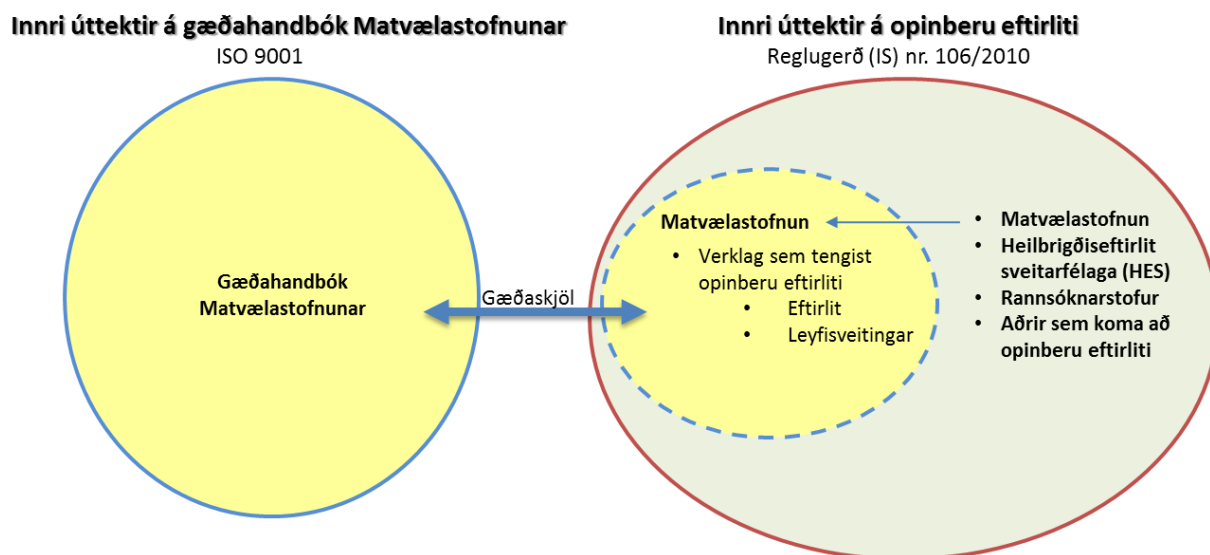 Innri úttektir á gæðahandbók Matvælastofnunar
ISO 9001
Gæðahandbók
Matvælastofnunar
Gæðaskjöl
Innri úttektir á opinberu eftirliti
Reglugerð (IS) nr. 106/2010
Matvælastofnun
• Verklag sem tengist
opinberu eftirliti
• Eftirlit
• Leyfisveitingar
• Matvælastofnun
• Heilbrigðiseftirlit
sveitarfélaga (HES)
• Rannsóknarstofur
• Aðrir sem koma að
opinberu eftirliti